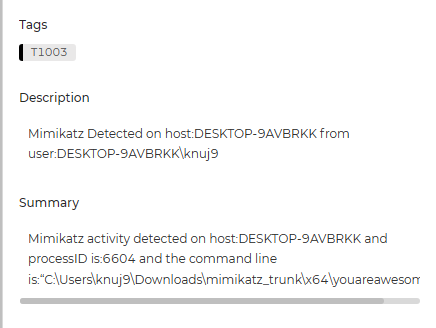 Tags
T1003
Description
Mimikatz Detected on host:DESKTOP-9AVBRKK from
user:DESKTOP-9AVBRKK\knuj9
Summary
Mimikatz activity detected on host:DESKTOP-9AVBRKK and
processID is:6604 and the command line
is:"C:\Users\knuj9\Downloads\mimikatz_trunk\x64\youareawesom